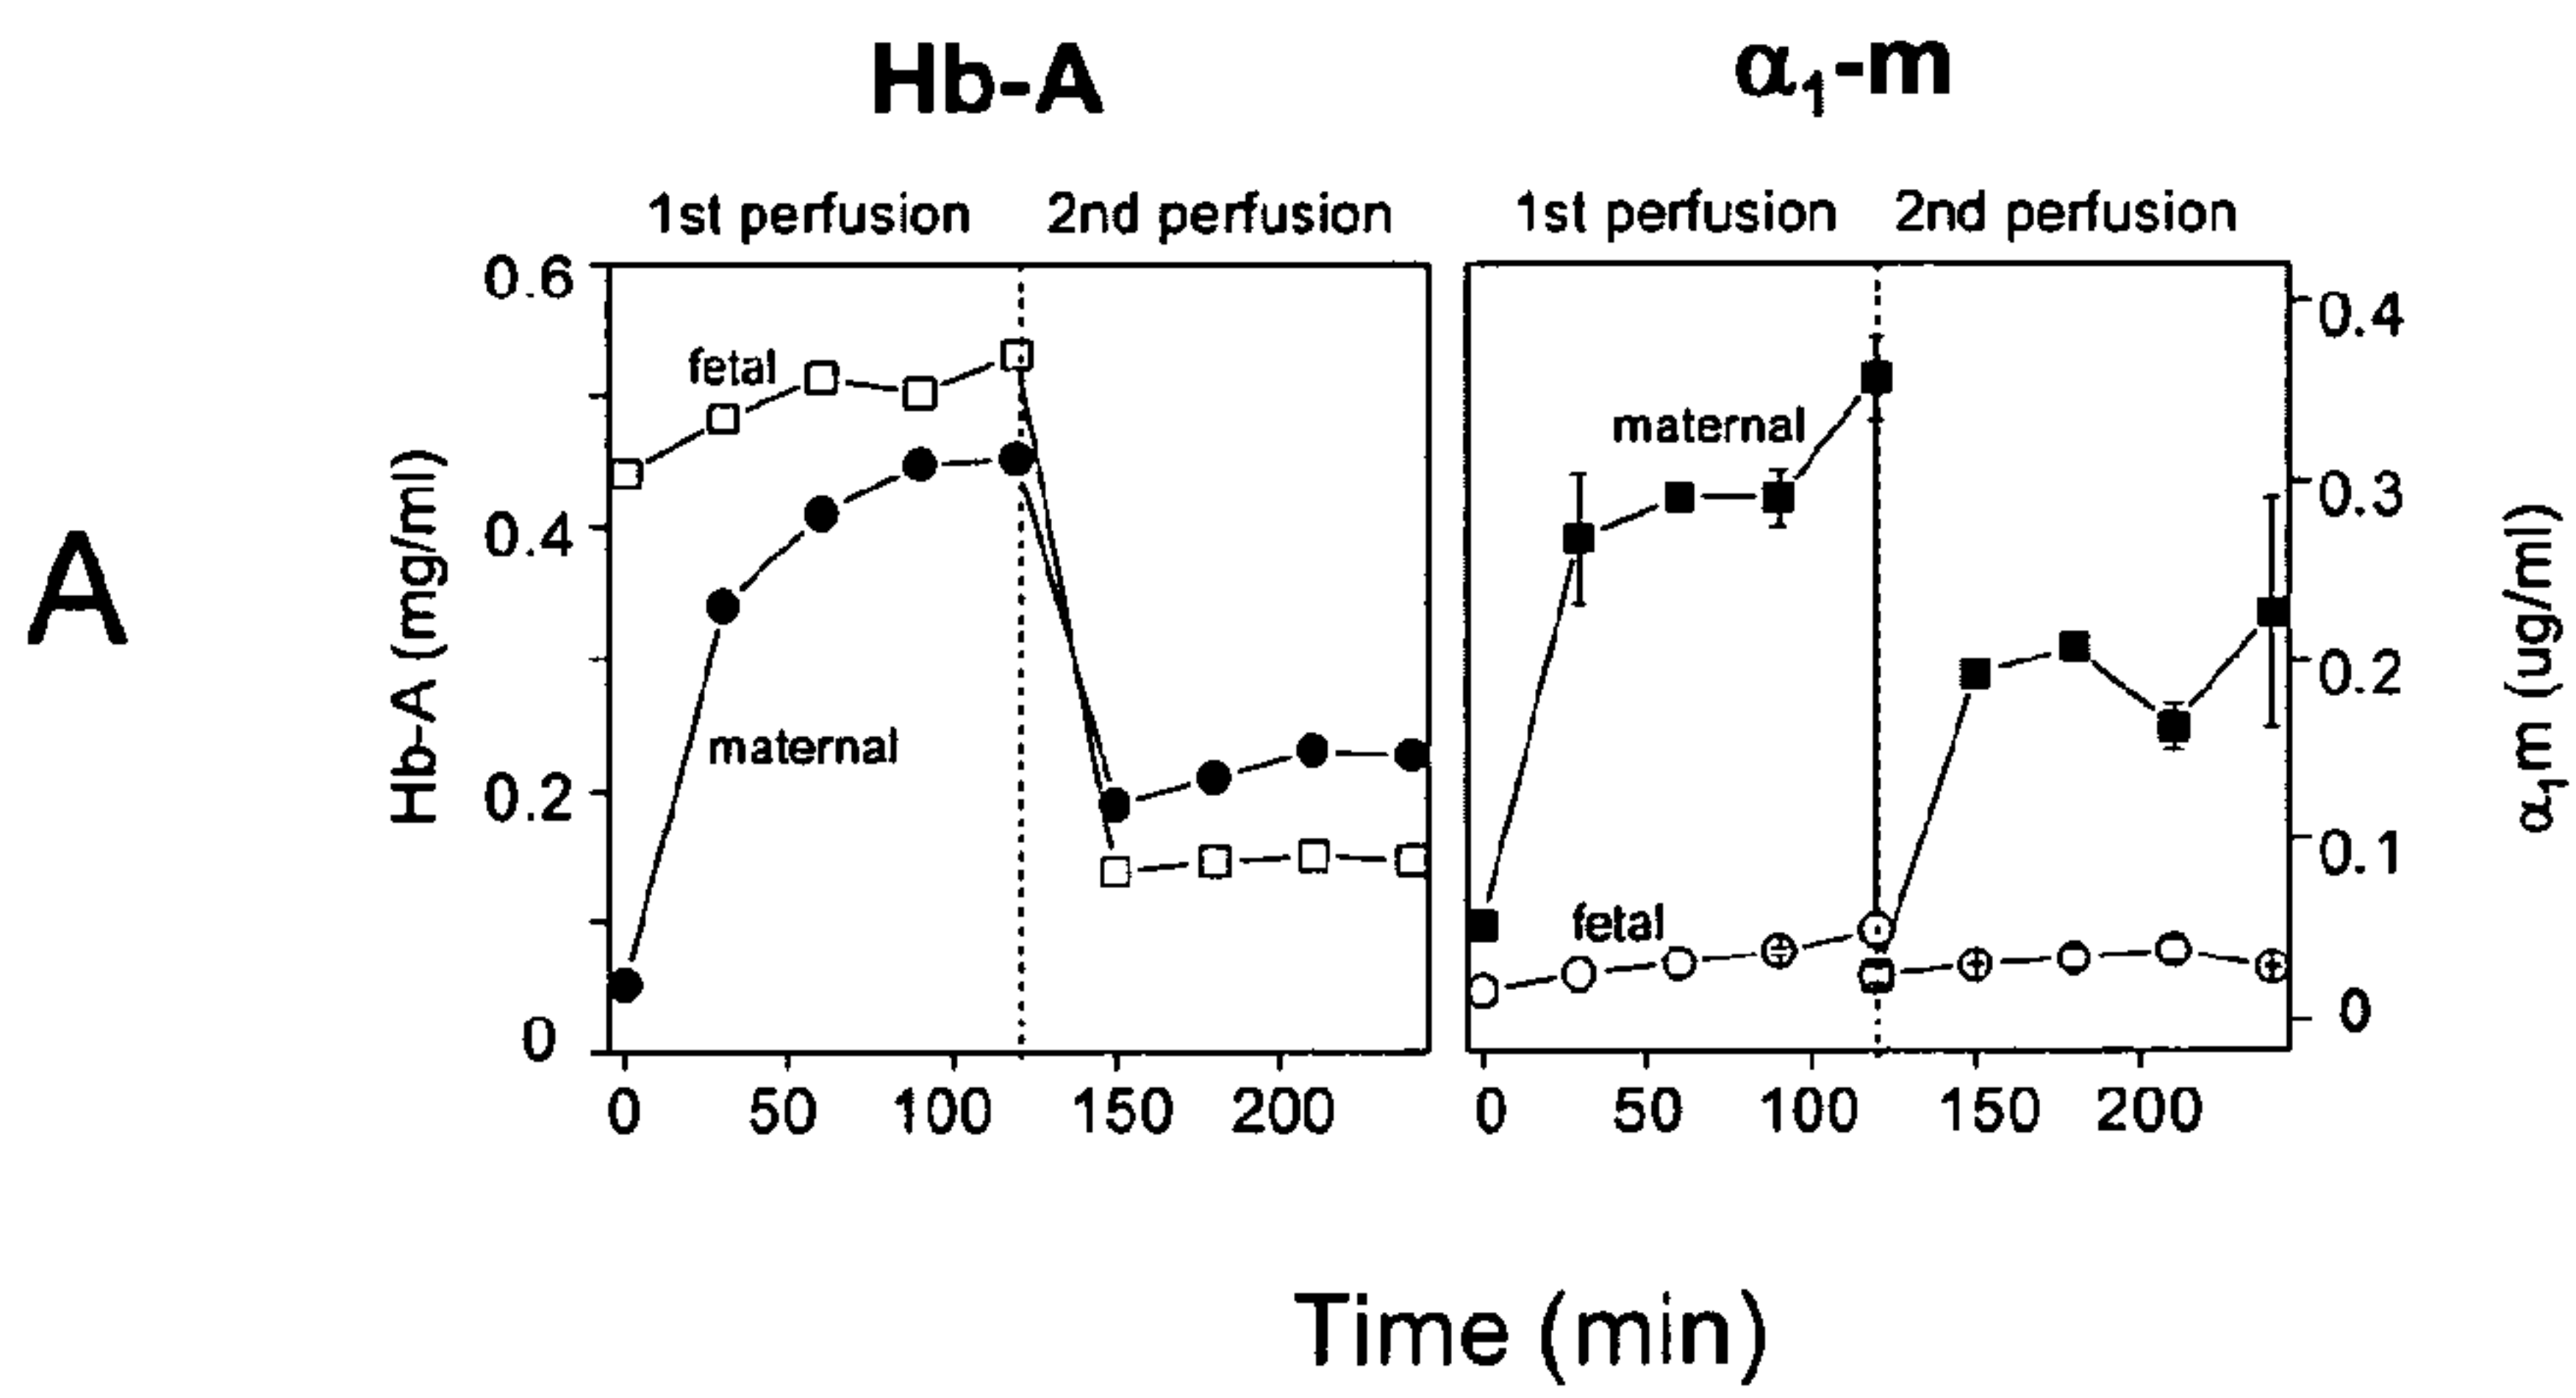 Hb-A
α1-m
1st perfusion 2nd perfusion
1st perfusion 2nd perfusion
A
Hb-A (mg/ml)
0.6
0.4
0.2
0
fetal
maternal
0 50 100 150 200
maternal
fetal
0 50 100 150 200
0.4
0.3
0.2
0.1
0
α1m (ug/ml)
Time (min)